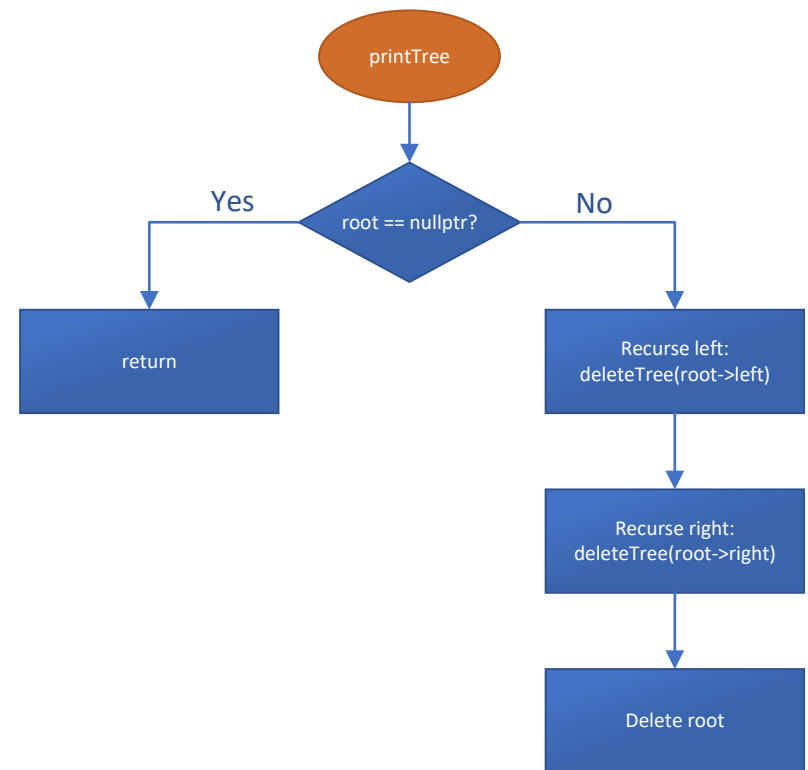 printTree
root == nullptr?
Yes
No
return
Recurse left:
deleteTree(root->left)
Recurse right:
deleteTree(root->right)
Delete root